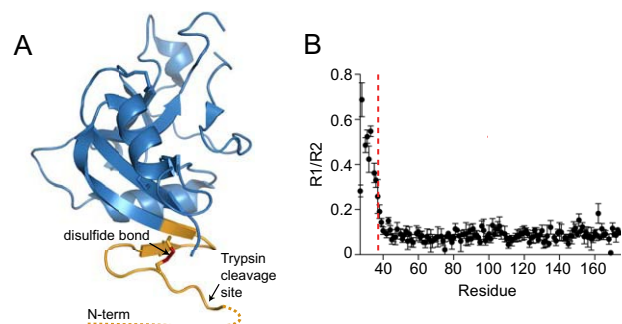 A
disulfide bond
Trypsin
cleavage
site
N-term
B
R1/R2
0.8
0.6
0.4
0.2
0
40
60
80
100
120
140
160
Residue